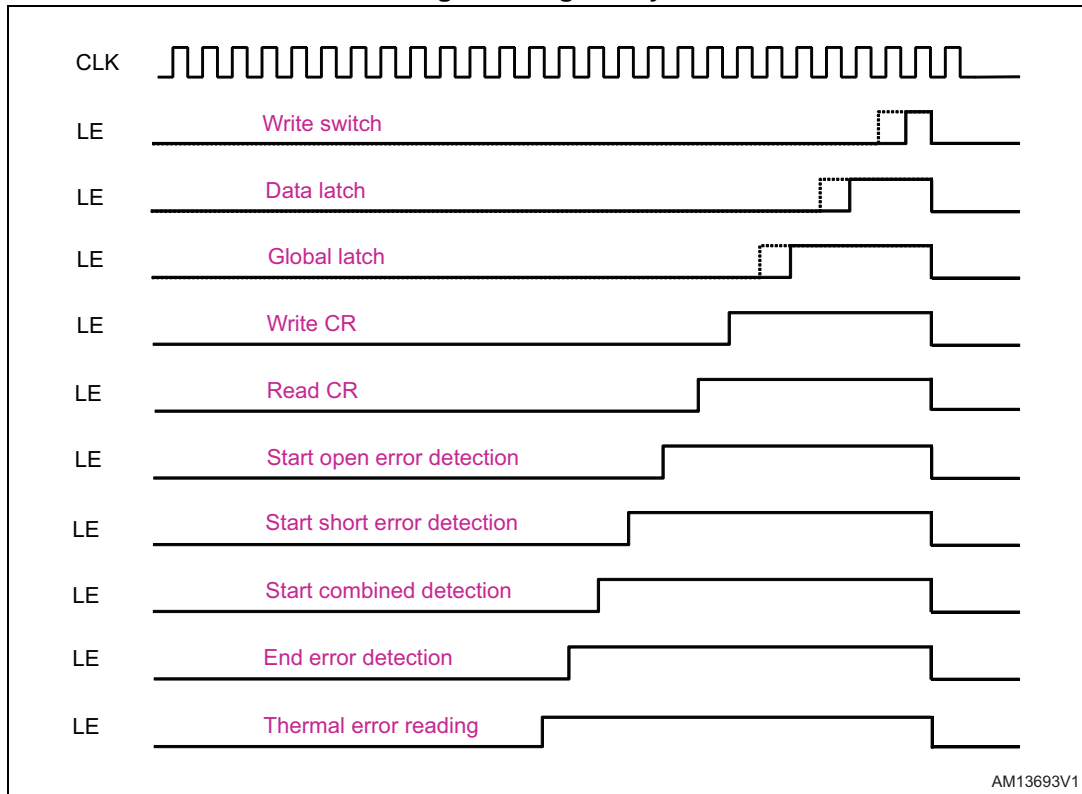 CLK
LE Write switch
LE Data latch
LE Global latch
LE Write CR
LE Read CR
LE Start open error detection
LE Start short error detection
LE Start combined detection
LE End error detection
LE Thermal error reading
AM13693V1